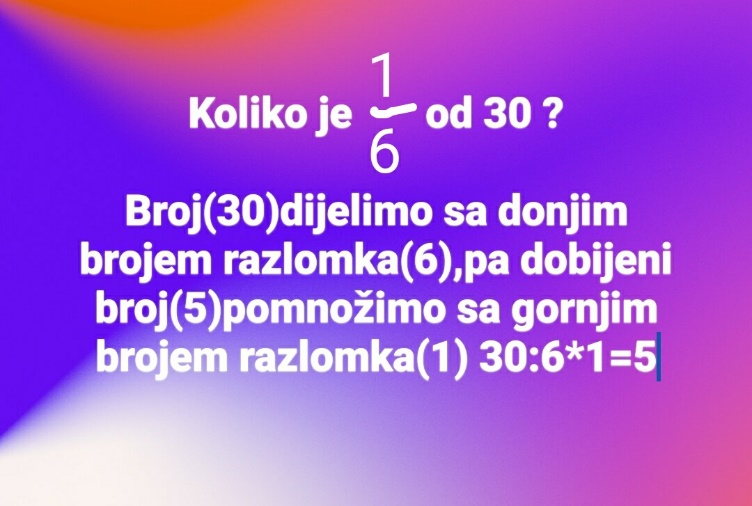 Koliko je 1/6 od 30 ?
Broj(30)dijelimo sa donjim
brojem razlomka(6),pa dobijeni
broj(5)pomnožimo sa gornjim
brojem razlomka(1) 30:6*1=5